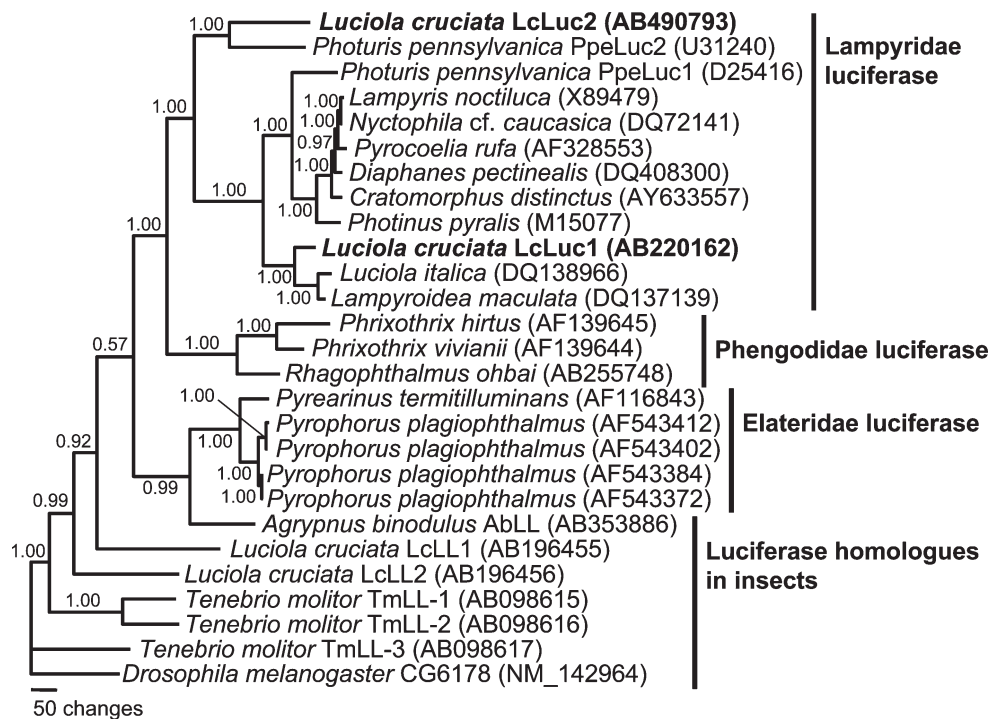 Luciola cruciata LcLuc2 (AB490793)
Photuris pennsylvanica PpeLuc2 (U31240)
Photuris pennsylvanica PpeLuc1 (D25416)
Lampyris noctiluca (X89479)
Nyctophila cf. caucasica (DQ72141)
Pyrocoelia rufa (AF328553)
Diaphanes pectinealis (DQ408300)
Cratomorphus distinctus (AY633557)
Photinus pyralis (M15077)
Luciola cruciata LcLuc1 (AB220162)
Luciola italica (DQ138966)
Lampyroidea maculata (DQ137139)
Phrixothrix hirtus (AF139645)
Phrixothrix vivianii (AF139644)
Rhagophthalmus ohbai (AB255748)
Pyrearinus termitilluminans (AF116843)
Pyrophorus plagiophthalmus (AF543412)
Pyrophorus plagiophthalmus (AF543402)
Pyrophorus plagiophthalmus (AF543384)
Pyrophorus plagiophthalmus (AF543372)
Agrypnus binodulus AbLL (AB353886)
Luciola cruciata LcLL1 (AB196455)
Luciola cruciata LcLL2 (AB196456)
Tenebrio molitor TmLL-1 (AB098615)
Tenebrio molitor TmLL-2 (AB098616)
Tenebrio molitor TmLL-3 (AB098617)
Drosophila melanogaster CG6178 (NM_142964)
Lampyridae
luciferase
Phengodidae luciferase
Elateridae luciferase
Luciferase homologues
in insects
1.00
1.00
1.00
1.00
1.00
0.97
1.00
1.00
1.00
1.00
1.00
1.00
1.00
1.00
0.57
1.00
1.00
1.00
1.00
0.92
0.99
0.99
1.00
1.00
50 changes